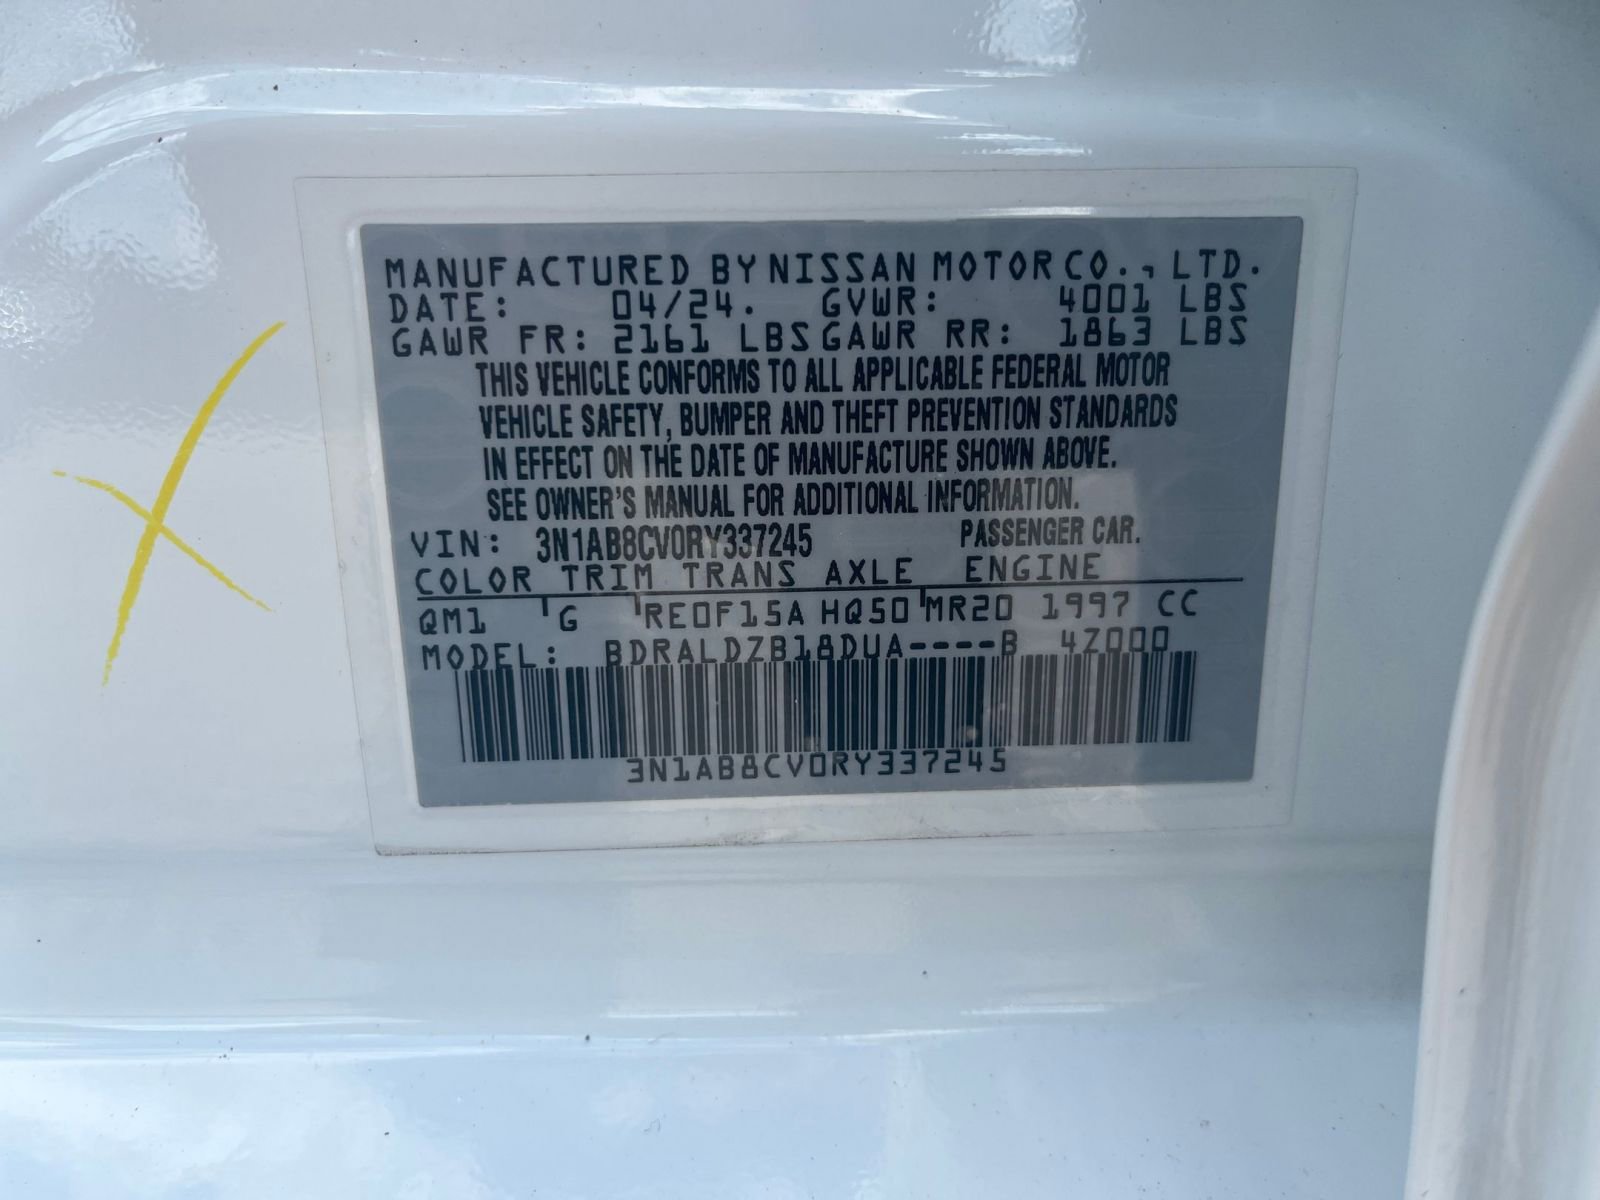 MANUFACTURED BY NISSAN MOTOR CO., LTD.
DATE: 04/24. GVWR: 4001 LBS
GAWR FR: 2161 LBS GAWR RR: 1863 LBS
THIS VEHICLE CONFORMS TO ALL APPLICABLE FEDERAL MOTOR
VEHICLE SAFETY, BUMPER AND THEFT PREVENTION STANDARDS
IN EFFECT ON THE DATE OF MANUFACTURE SHOWN ABOVE.
SEE OWNER'S MANUAL FOR ADDITIONAL INFORMATION.
VIN: 3N1AB8CV0RY337245 PASSENGER CAR.
COLOR TRIM TRANS AXLE ENGINE
QM1 G RE0F15A HQ50 MR20 1997 CC
MODEL: BDRALDZB18DUA----B 4Z000
3N1AB8CV0RY337245